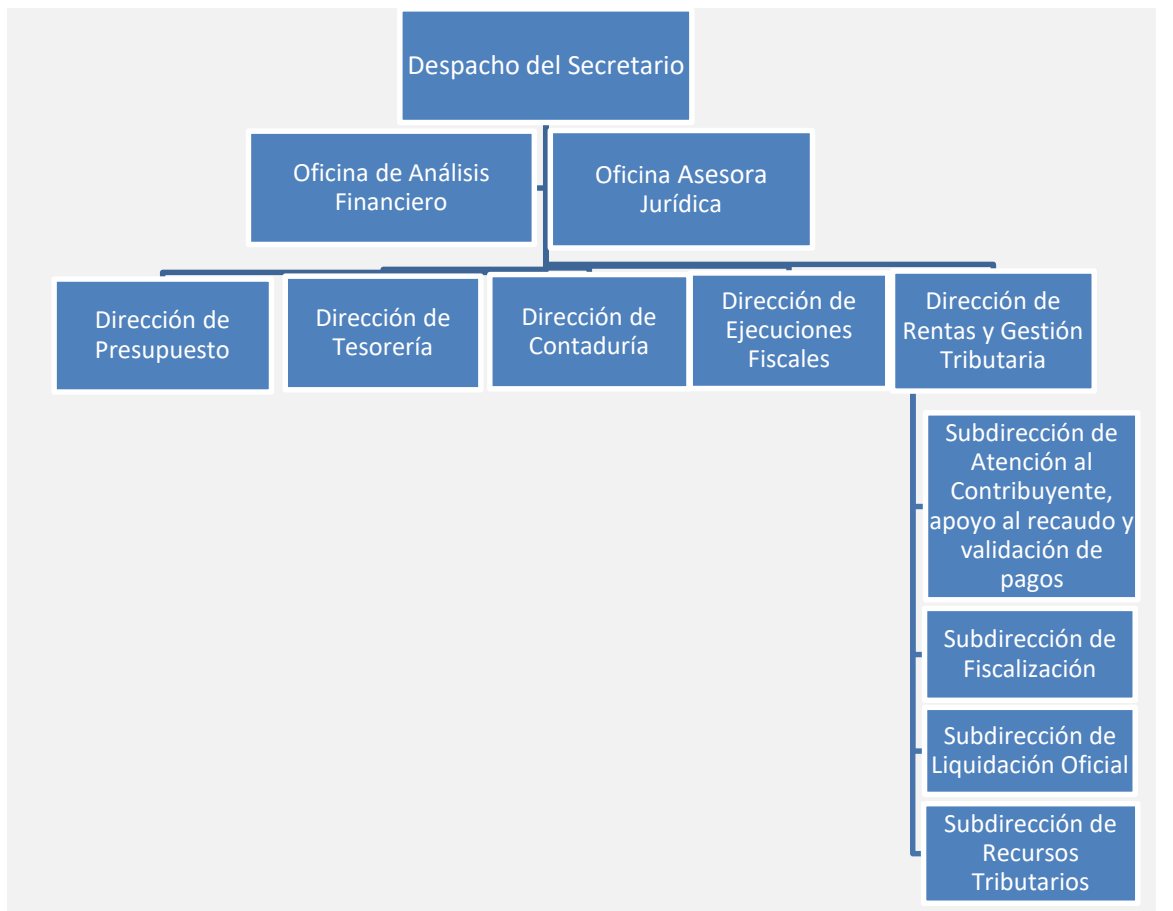 Despacho del Secretario
Oficina de Análisis
Financiero
Oficina Asesora
Jurídica
Dirección de
Presupuesto
Dirección de
Tesorería
Dirección de
Contaduría
Dirección de
Ejecuciones
Fiscales
Dirección de
Rentas y Gestión
Tributaria
Subdirección de
Atención al
Contribuyente,
apoyo al recaudo y
validación de
pagos
Subdirección de
Fiscalización
Subdirección de
Liquidación Oficial
Subdirección de
Recursos
Tributarios